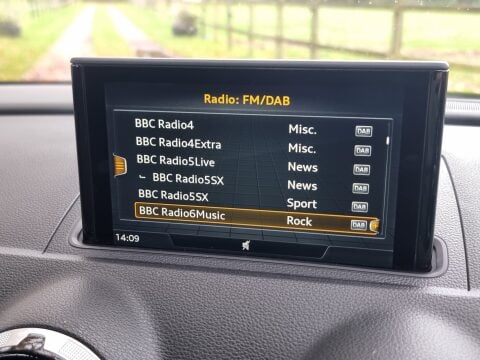 Radio: FM/DAB
BBC Radio4 Misc. DAB
BBC Radio4Extra Misc. DAB
BBC Radio5Live News DAB
BBC Radio5SX News DAB
BBC Radio5SX Sport DAB
BBC Radio6Music Rock DAB
14:09